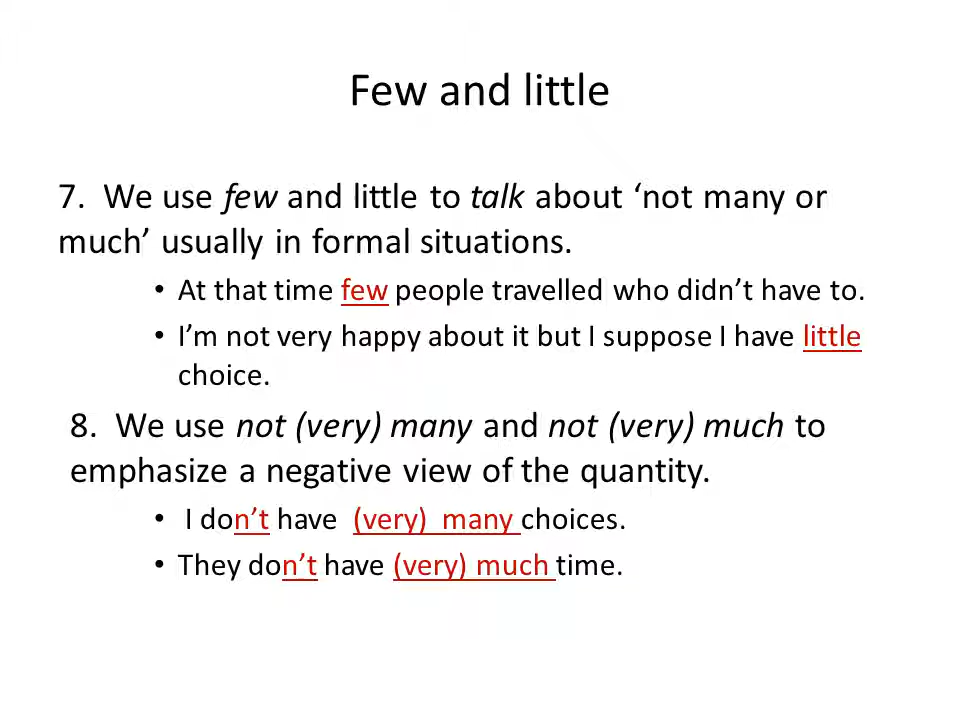 Few and little
7. We use few and little to talk about ‘not many or
much’ usually in formal situations.
• At that time few people travelled who didn’t have to.
• I’m not very happy about it but I suppose I have little
choice.
8. We use not (very) many and not (very) much to
emphasize a negative view of the quantity.
• I don’t have (very) many choices.
• They don’t have (very) much time.